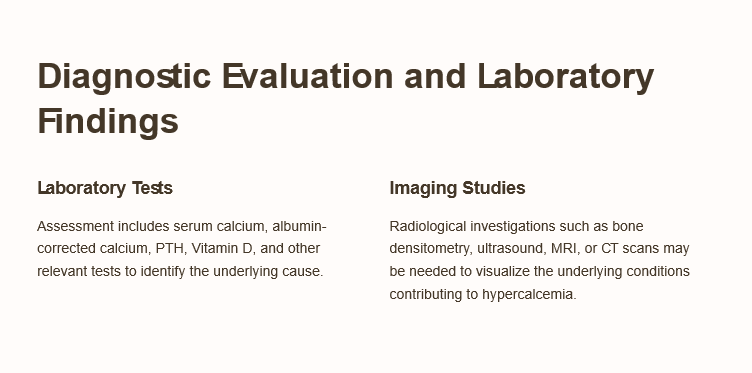 Diagnostic Evaluation and Laboratory
Findings
Laboratory Tests
Assessment includes serum calcium, albumin-
corrected calcium, PTH, Vitamin D, and other
relevant tests to identify the underlying cause.
Imaging Studies
Radiological investigations such as bone
densitometry, ultrasound, MRI, or CT scans may
be needed to visualize the underlying conditions
contributing to hypercalcemia.